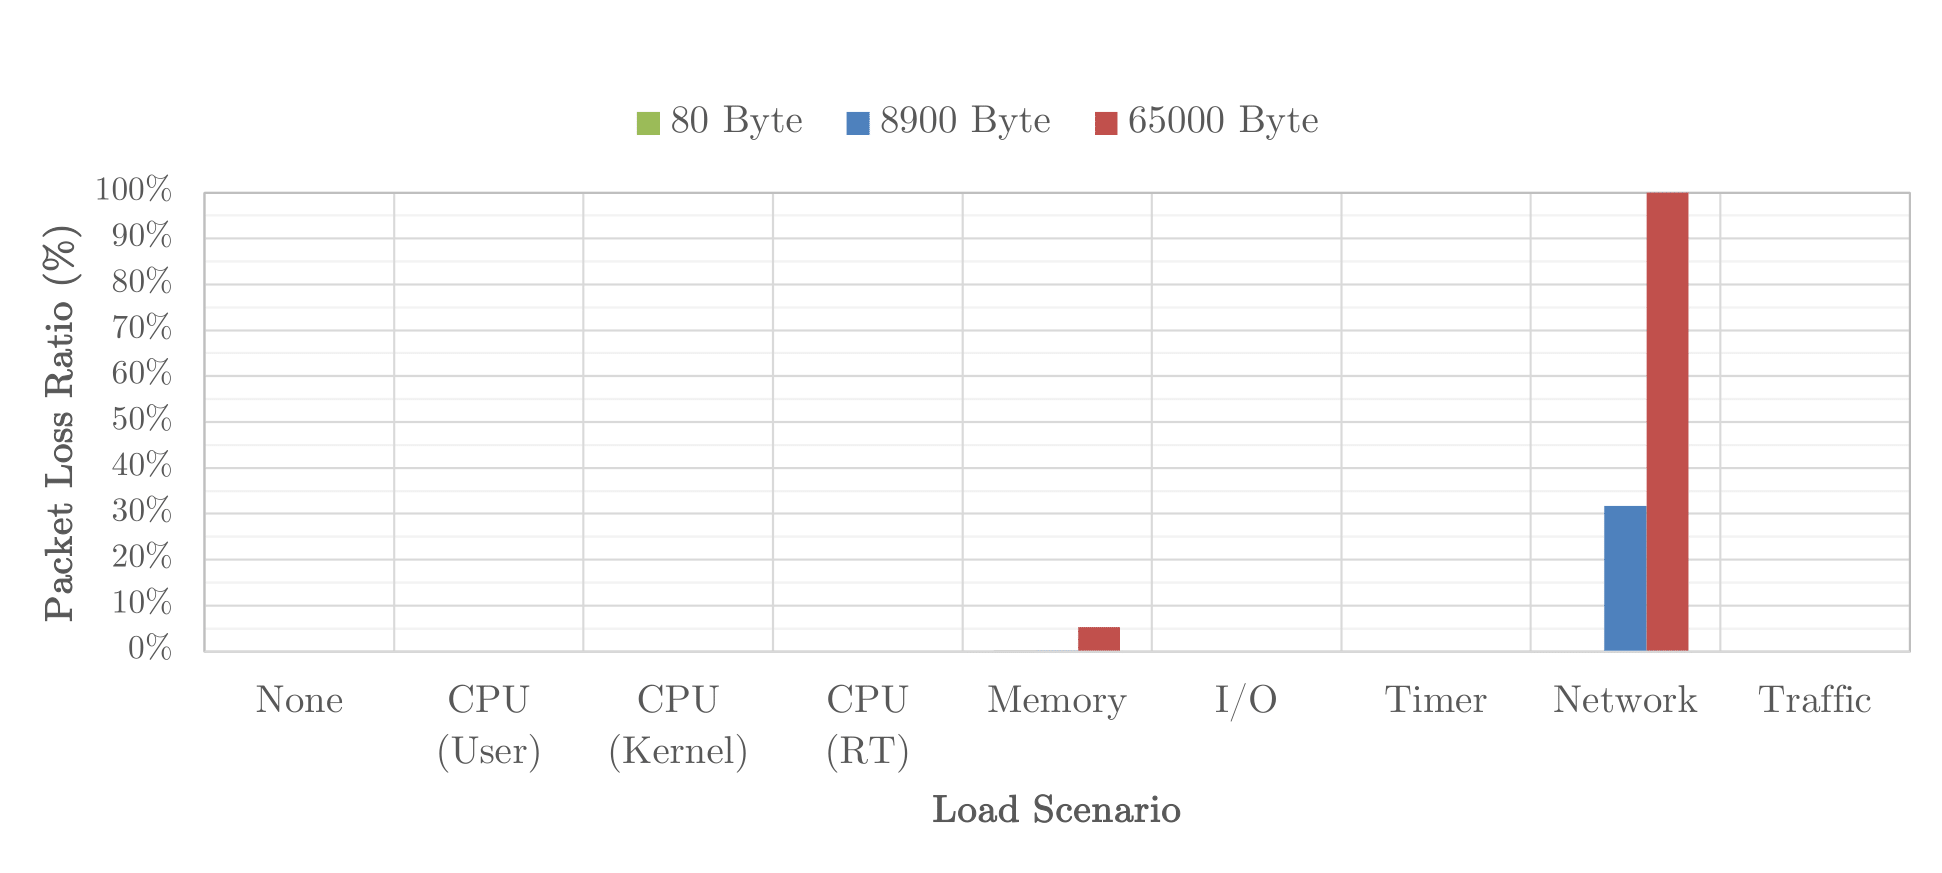 80 Byte 8900 Byte 65000 Byte
Packet Loss Ratio (%)
100%
90%
80%
70%
60%
50%
40%
30%
20%
10%
0%
None CPU CPU CPU Memory I/O Timer Network Traffic
(User) (Kernel) (RT)
Load Scenario